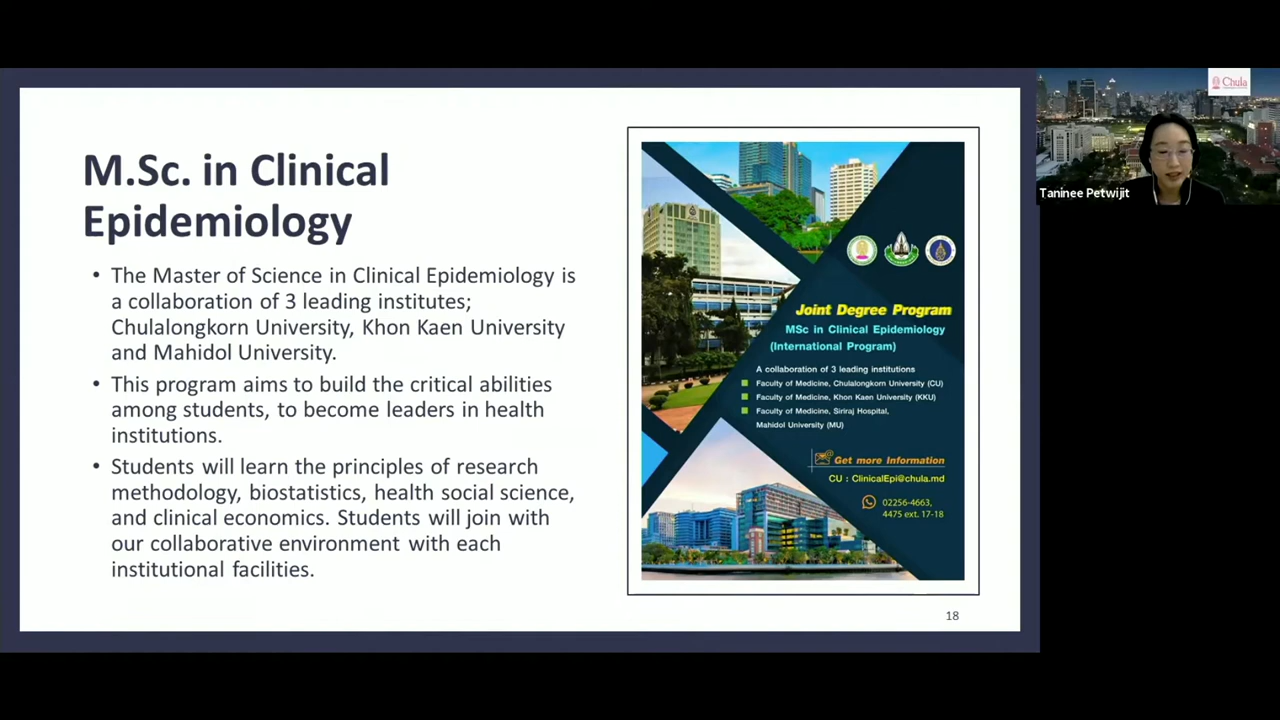 M.Sc. in Clinical
Epidemiology
• The Master of Science in Clinical Epidemiology is
a collaboration of 3 leading institutes;
Chulalongkorn University, Khon Kaen University
and Mahidol University.
• This program aims to build the critical abilities
among students, to become leaders in health
institutions.
• Students will learn the principles of research
methodology, biostatistics, health social science,
and clinical economics. Students will join with
our collaborative environment with each
institutional facilities.
Joint Degree Program
MSc in Clinical Epidemiology
(International Program)
A collaboration of 3 leading institutions
Faculty of Medicine, Chulalongkorn University (CU)
Faculty of Medicine, Khon Kaen University (KKU)
Faculty of Medicine, Siriraj Hospital,
Mahidol University (MU)
Get more Information
CU : ClinicalEpi@chula.md
02256-4663,
4475 ext. 17-18
18
Chula
Taninee Petwijit